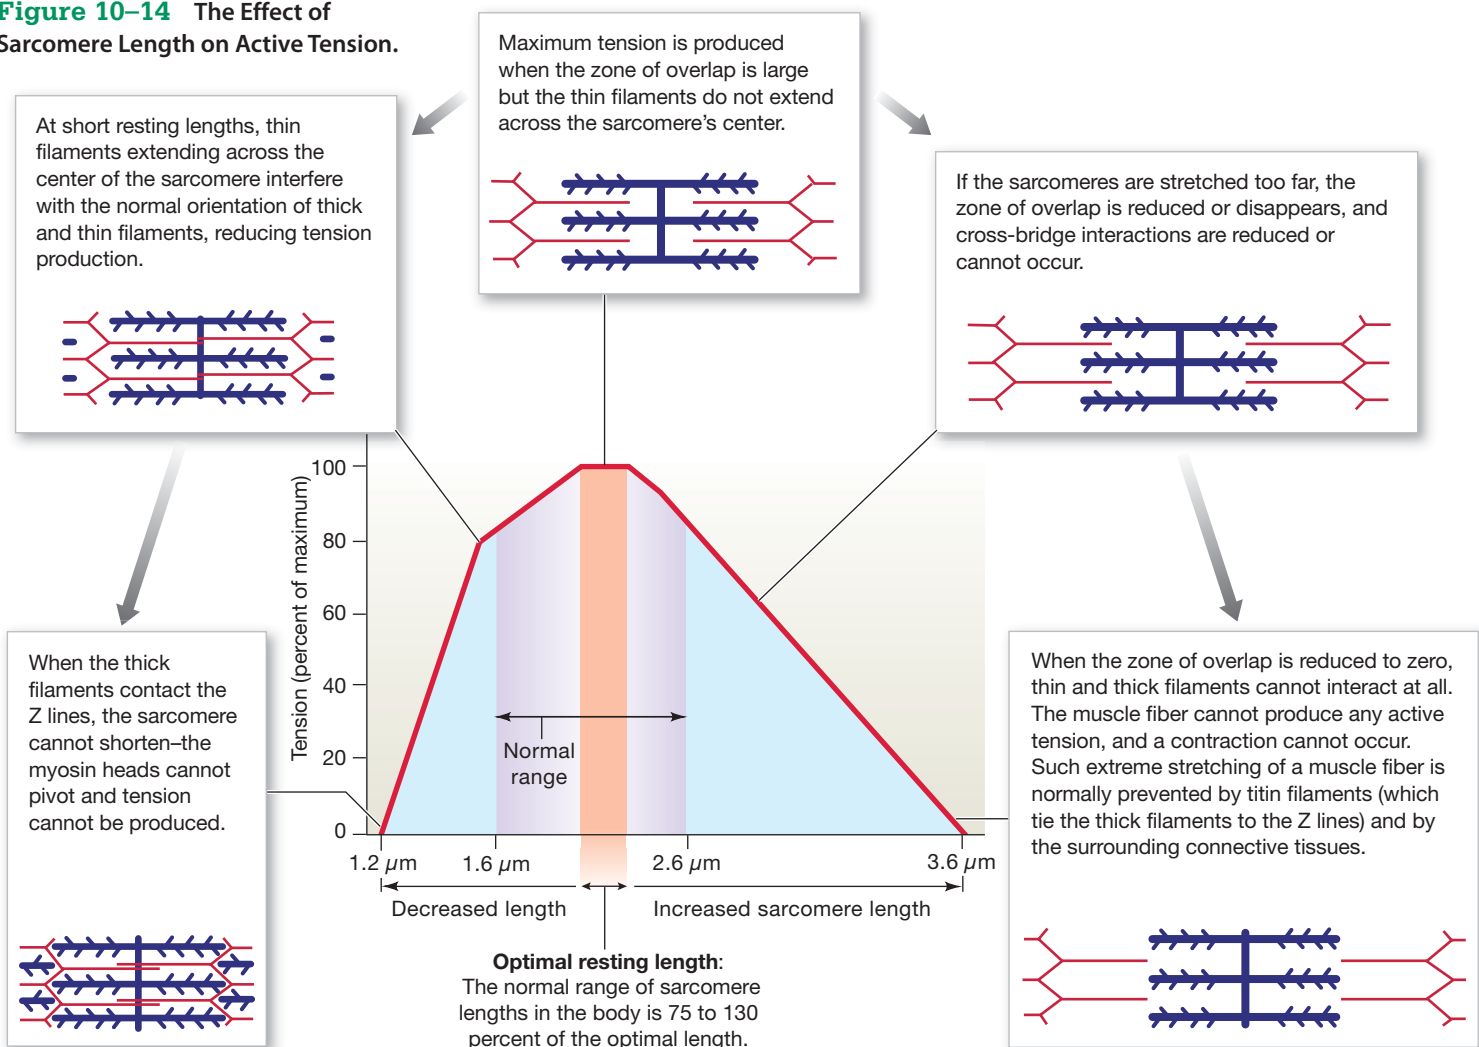 Figure 10–14 The Effect of
Sarcomere Length on Active Tension.
Maximum tension is produced
when the zone of overlap is large
but the thin filaments do not extend
across the sarcomere's center.
At short resting lengths, thin
filaments extending across the
center of the sarcomere interfere
with the normal orientation of thick
and thin filaments, reducing tension
production.
If the sarcomeres are stretched too far, the
zone of overlap is reduced or disappears, and
cross-bridge interactions are reduced or
cannot occur.
When the thick
filaments contact the
Z lines, the sarcomere
cannot shorten–the
myosin heads cannot
pivot and tension
cannot be produced.
Tension (percent of maximum)
100
80
60
40
20
0
Normal
range
1.2 µm
1.6 µm
2.6 µm
3.6 µm
Decreased length
Increased sarcomere length
Optimal resting length:
The normal range of sarcomere
lengths in the body is 75 to 130
percent of the optimal length.
When the zone of overlap is reduced to zero,
thin and thick filaments cannot interact at all.
The muscle fiber cannot produce any active
tension, and a contraction cannot occur.
Such extreme stretching of a muscle fiber is
normally prevented by titin filaments (which
tie the thick filaments to the Z lines) and by
the surrounding connective tissues.